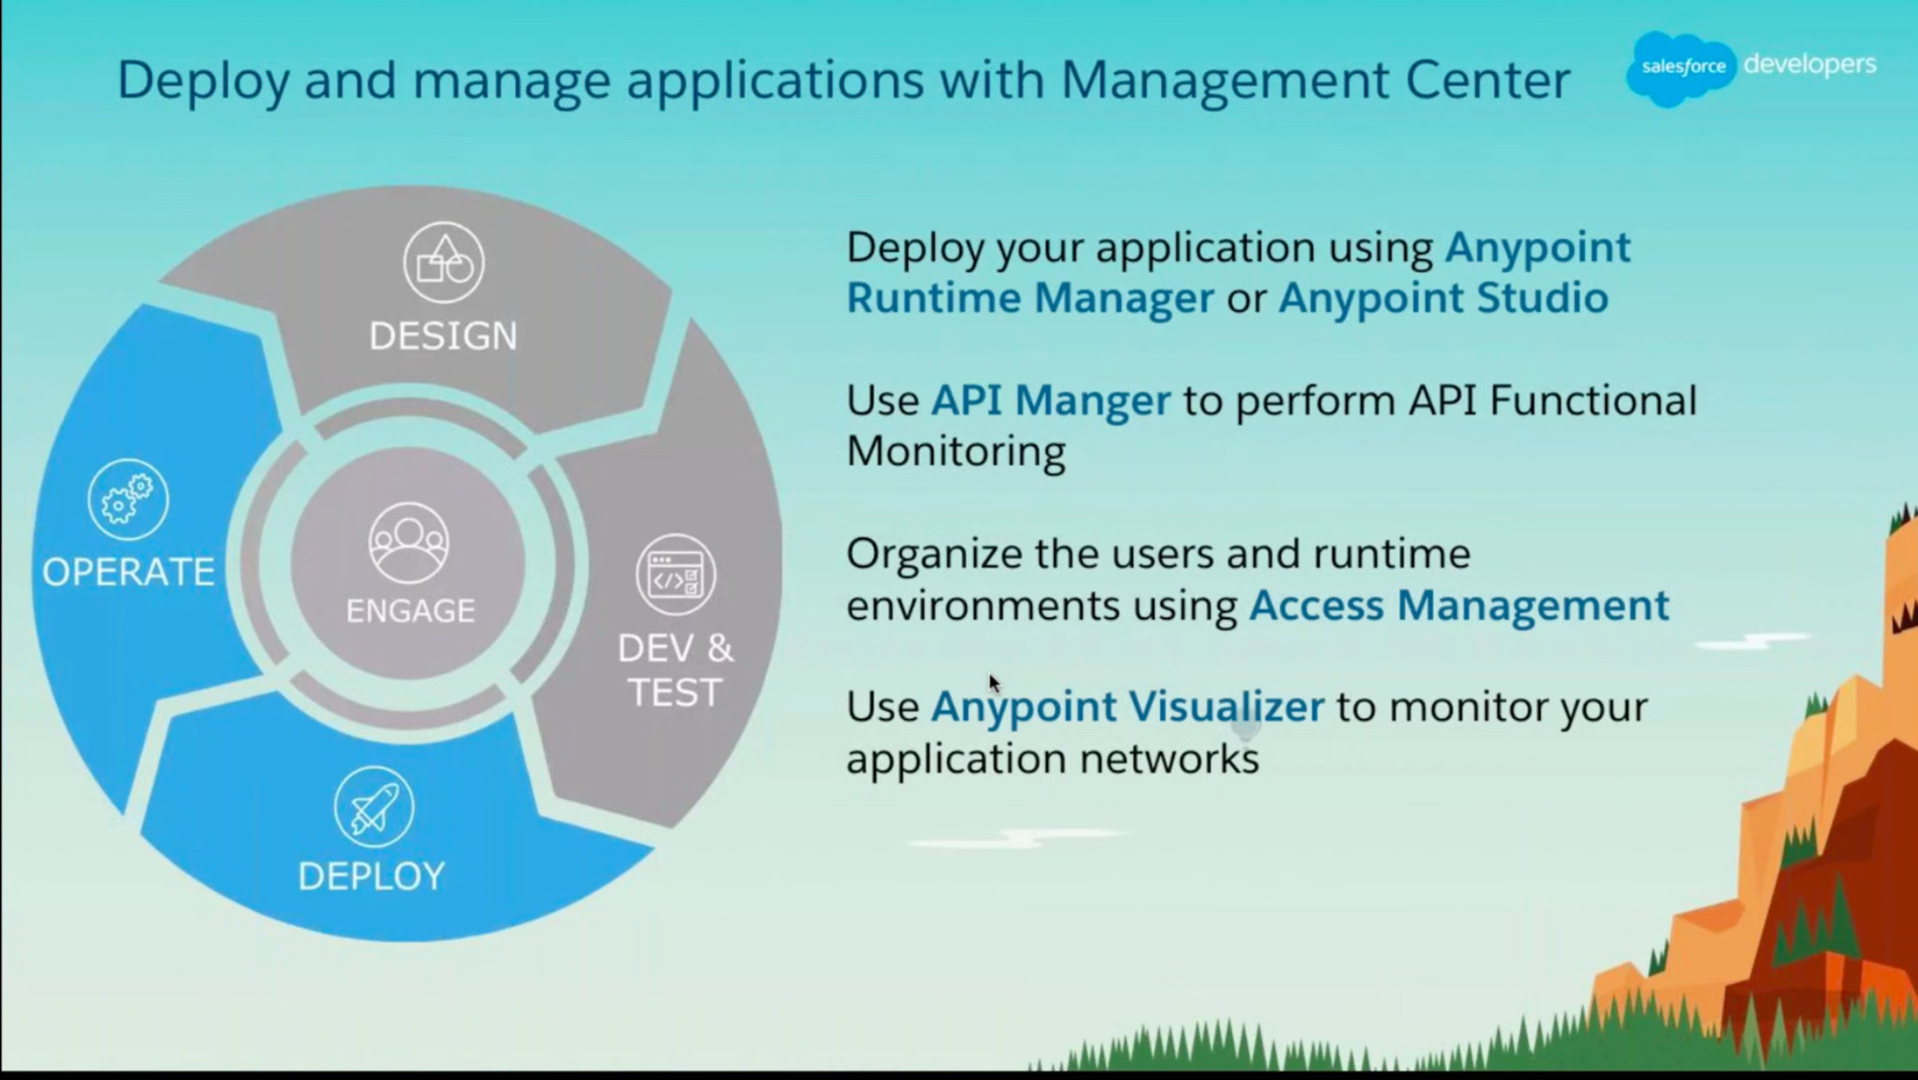 Deploy and manage applications with Management Center
salesforce developers
DESIGN
OPERATE
ENGAGE
DEV &
TEST
DEPLOY
Deploy your application using Anypoint
Runtime Manager or Anypoint Studio
Use API Manger to perform API Functional
Monitoring
Organize the users and runtime
environments using Access Management
Use Anypoint Visualizer to monitor your
application networks